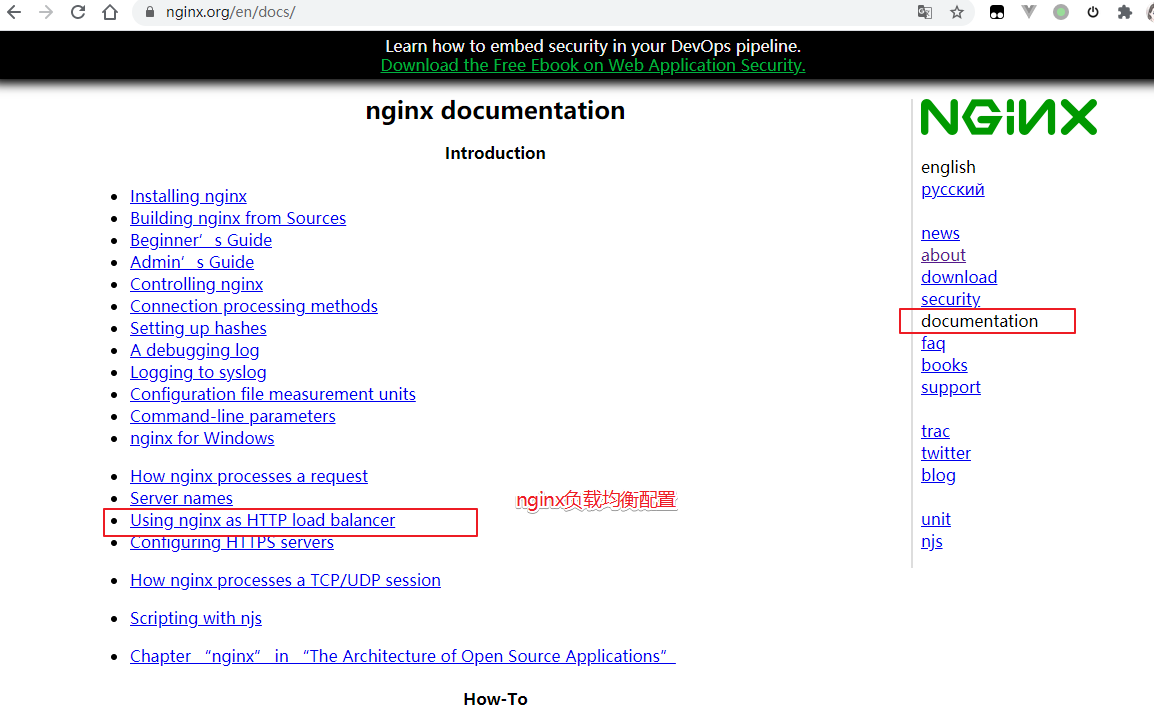 nginx.org/en/docs/
Learn how to embed security in your DevOps pipeline.
Download the Free Ebook on Web Application Security.
nginx documentation
Introduction
Installing nginx
Building nginx from Sources
Beginner’s Guide
Admin’s Guide
Controlling nginx
Connection processing methods
Setting up hashes
A debugging log
Logging to syslog
Configuration file measurement units
Command-line parameters
nginx for Windows
How nginx processes a request
Server names
Using nginx as HTTP load balancer
nginx负载均衡配置
Configuring HTTPS servers
How nginx processes a TCP/UDP session
Scripting with njs
Chapter “nginx” in “The Architecture of Open Source Applications”
How-To
NGINX
english
русский
news
about
download
security
documentation
faq
books
support
trac
twitter
blog
unit
njs